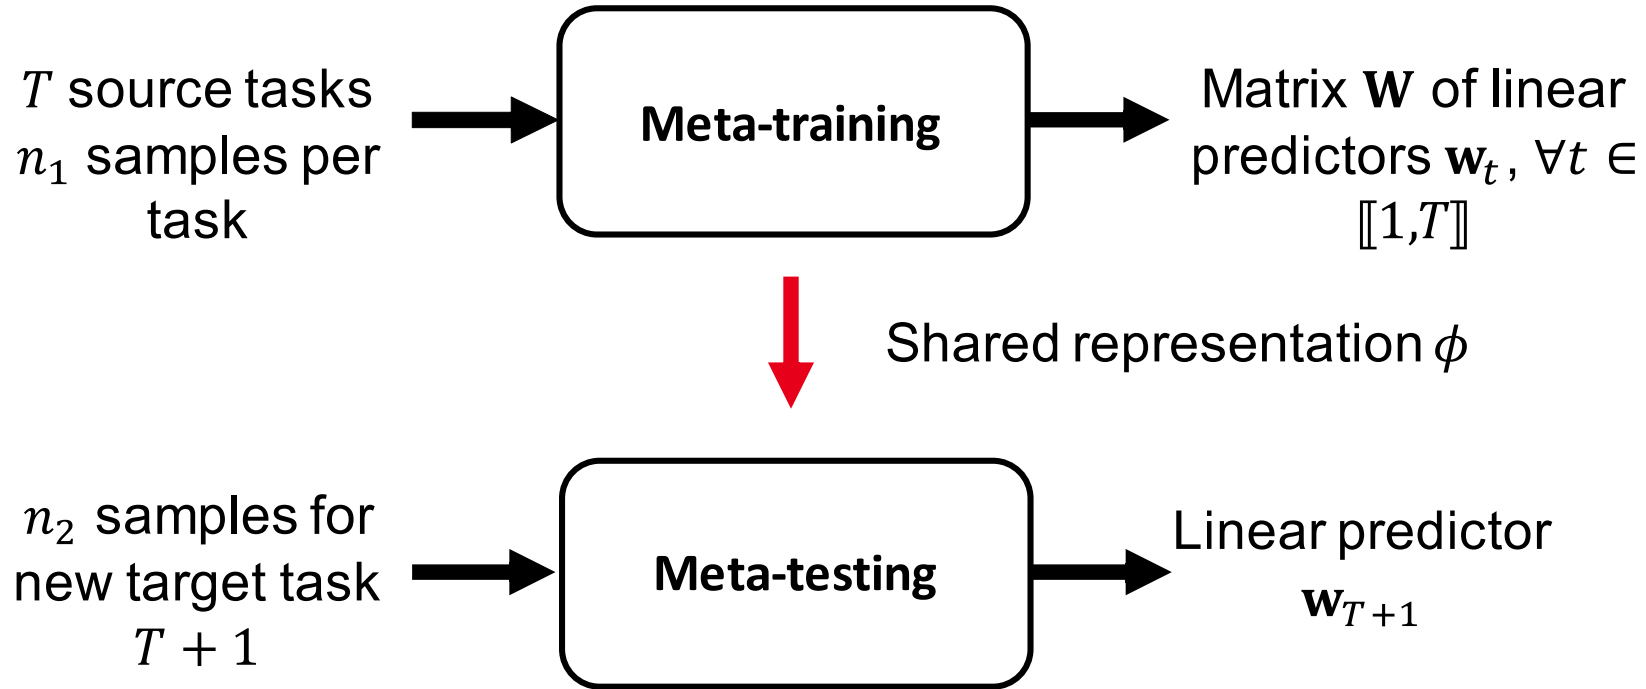 T source tasks
n₁ samples per
task
Meta-training
Matrix W of linear
predictors wₜ, ∀t ∈
⟦1,T⟧
Shared representation ϕ
n₂ samples for
new target task
T + 1
Meta-testing
Linear predictor
w_{T+1}